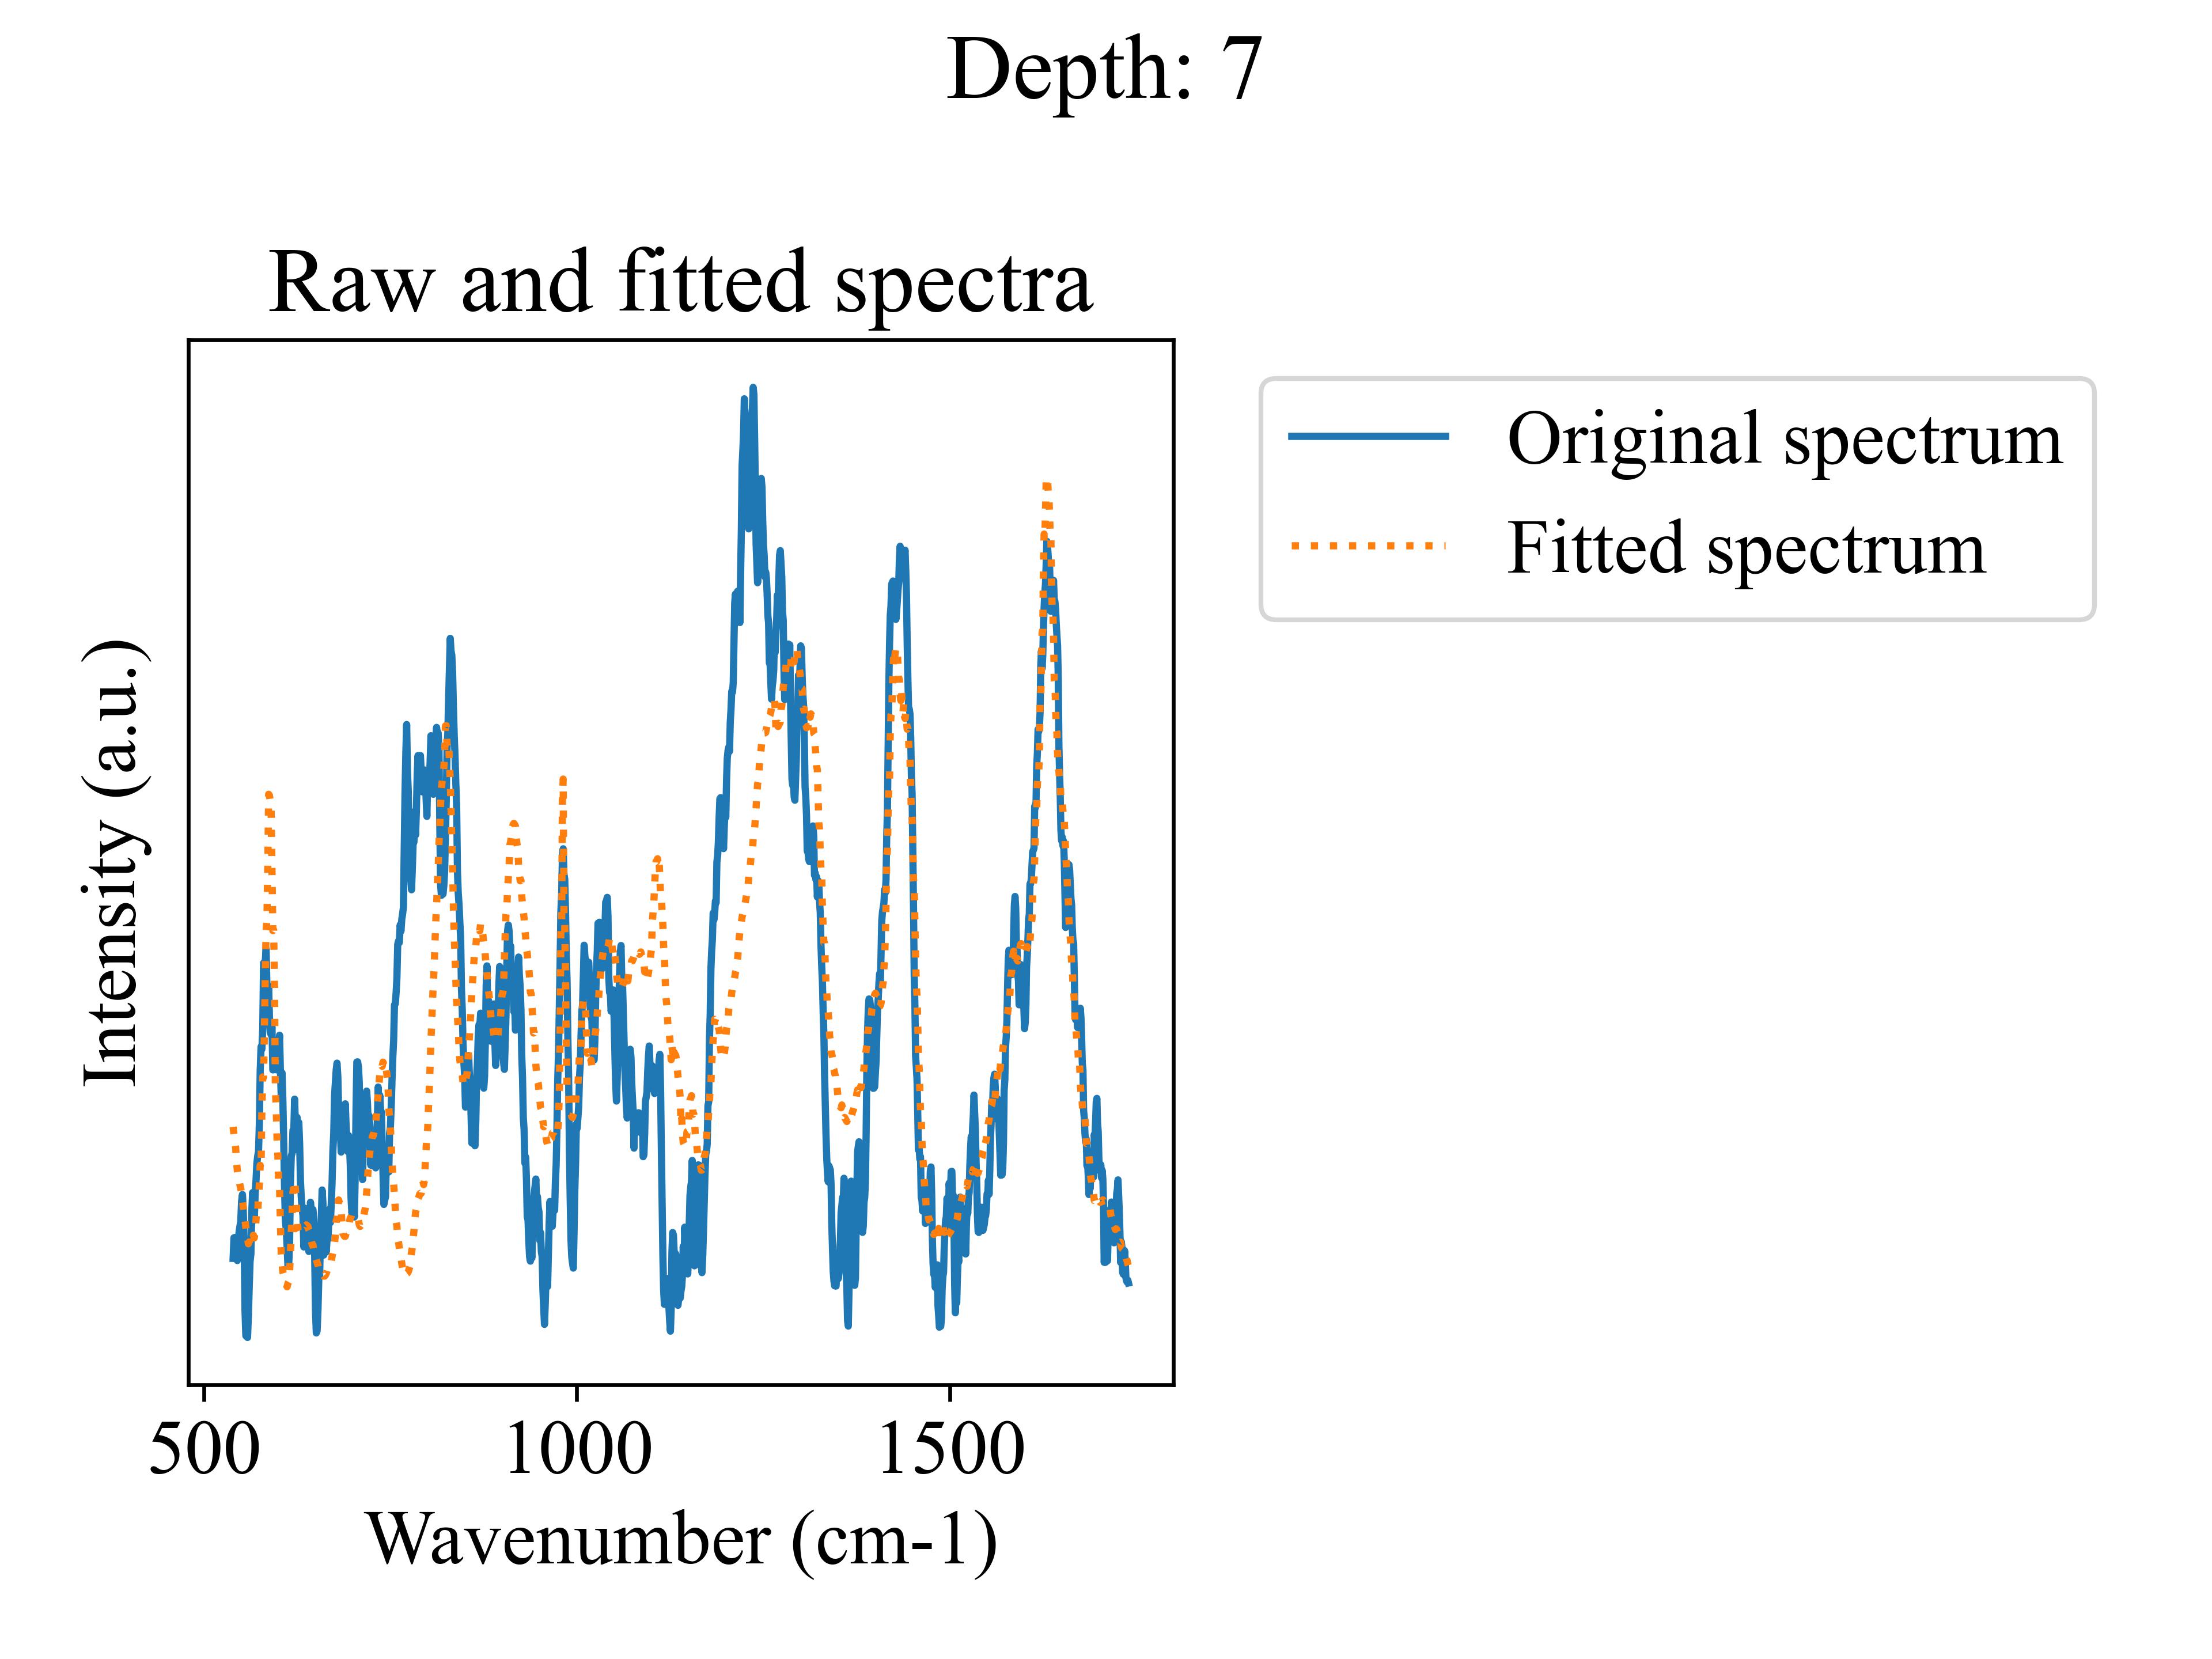 Depth: 7
Raw and fitted spectra
Original spectrum
Fitted spectrum
Intensity (a.u.)
500 1000 1500
Wavenumber (cm-1)